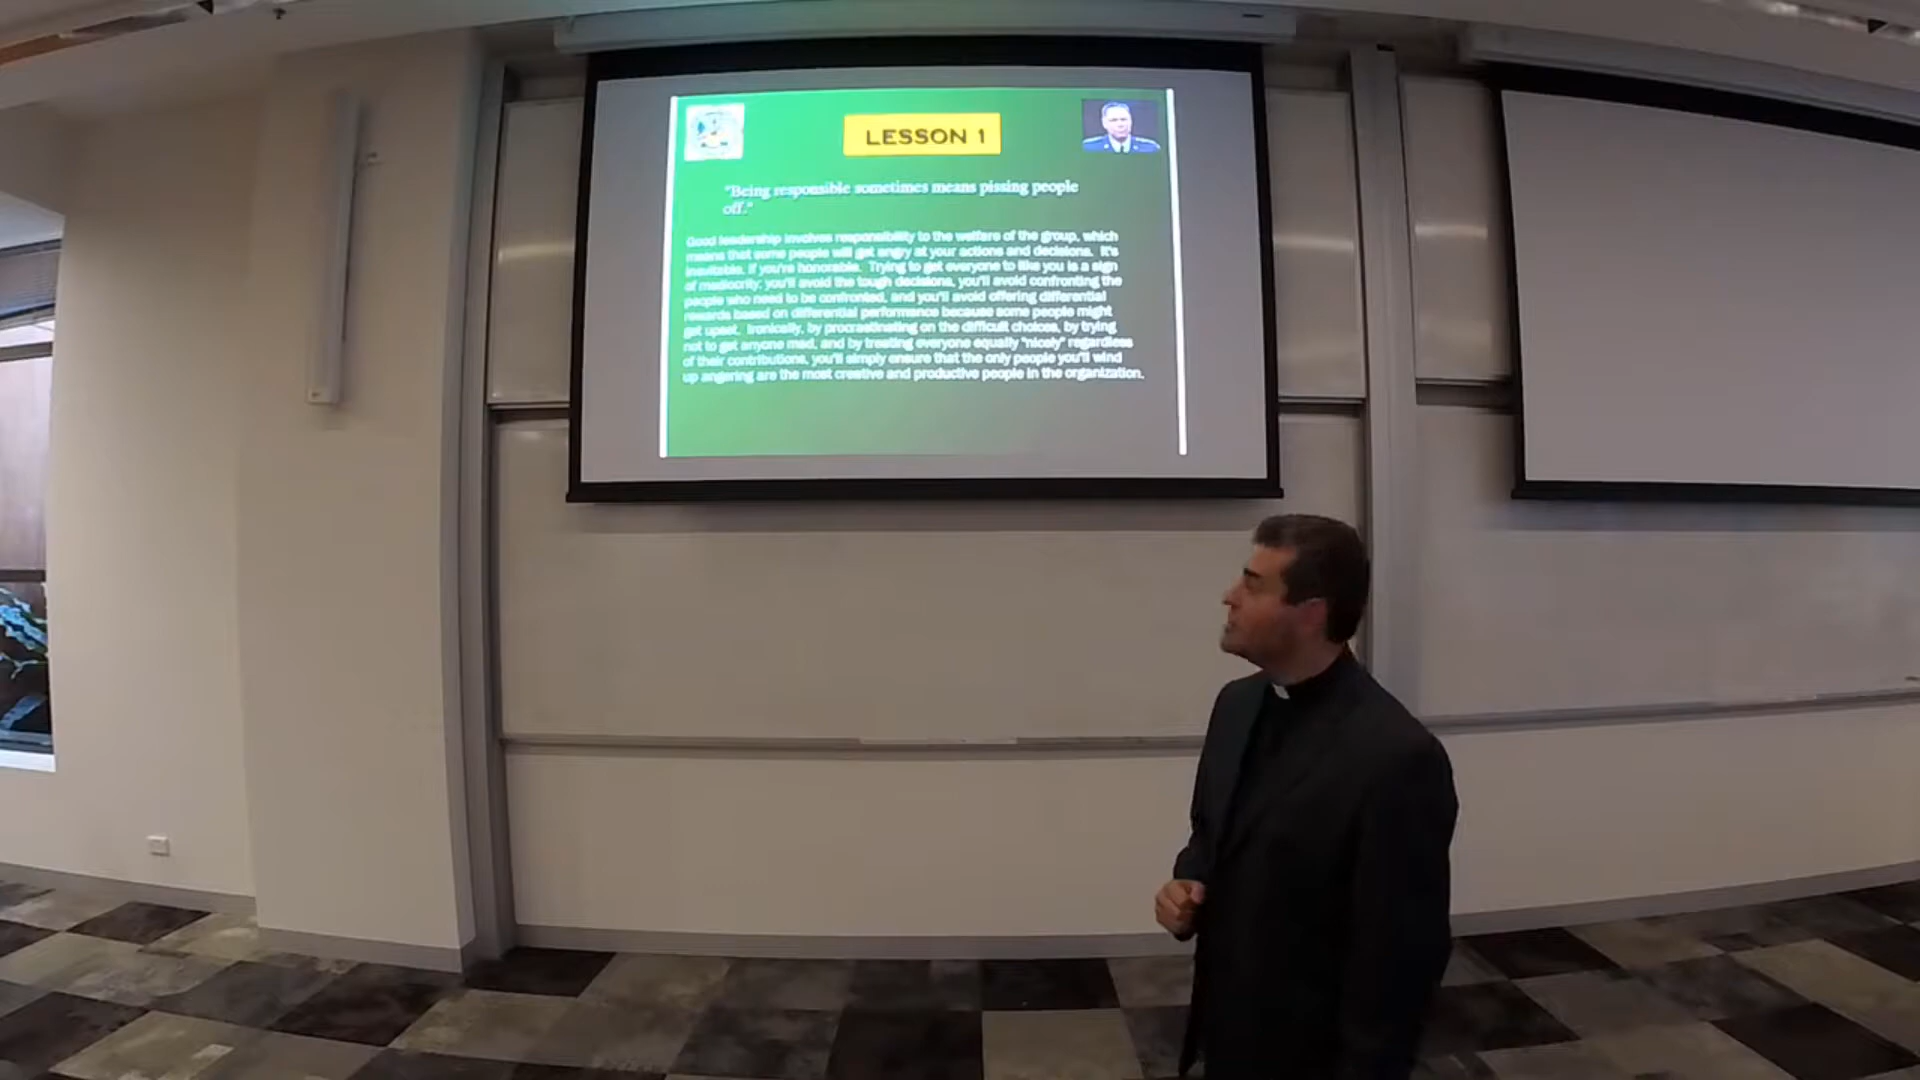 LESSON 1
"Being responsible sometimes means pissing people
off."
Good leadership involves responsibility to the welfare of the group, which
means that some people will get angry at your actions and decisions. It's
inevitable, if you're honorable. Trying to get everyone to like you is a sign
of mediocrity: you'll avoid the tough decisions, you'll avoid confronting the
people who need to be confronted, and you'll avoid offering differential
rewards based on differential performance because some people might
get upset. Ironically, by procrastinating on the difficult choices, by trying
not to get anyone mad, and by treating everyone equally "nicely" regardless
of their contributions, you'll simply ensure that the only people you'll wind
up angering are the most creative and productive people in the organization.